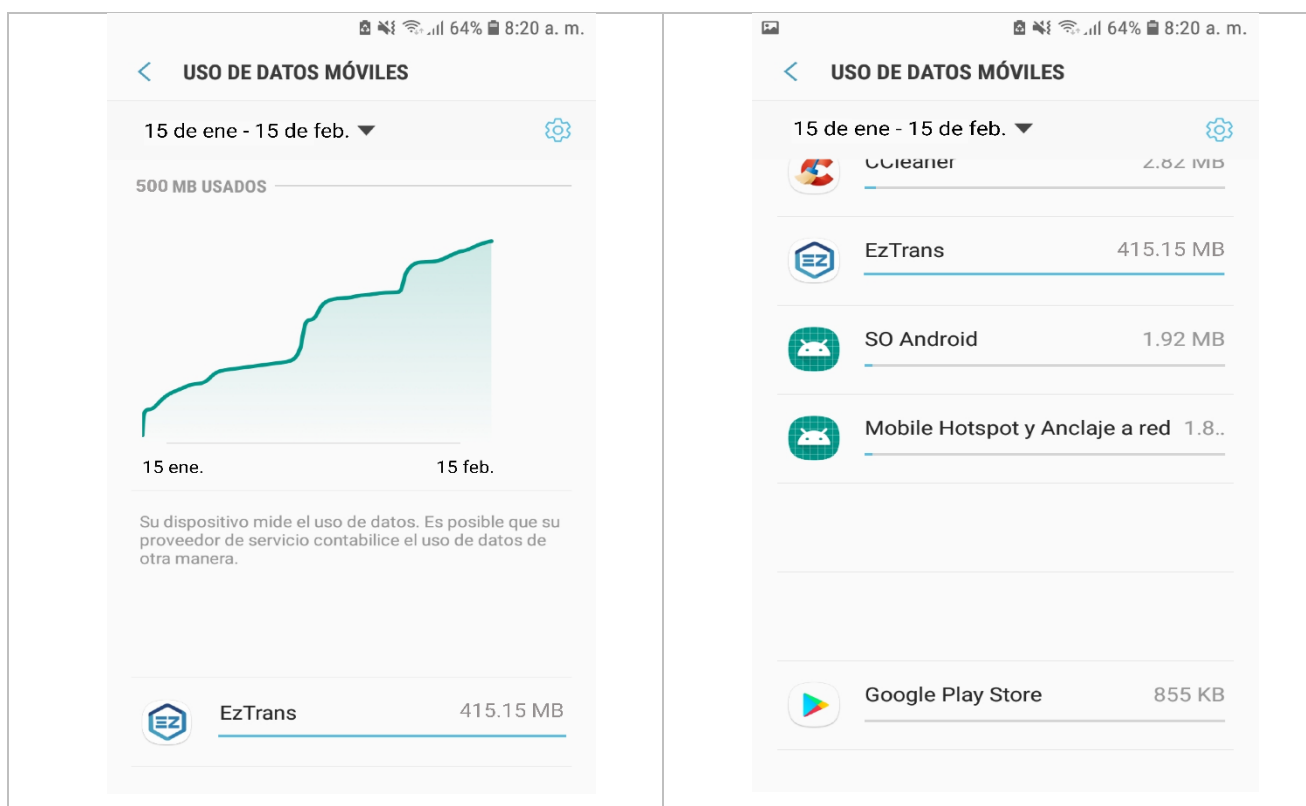 64% 8:20 a. m.
USO DE DATOS MÓVILES
15 de ene - 15 de feb.
500 MB USADOS
15 ene. 15 feb.
Su dispositivo mide el uso de datos. Es posible que su
proveedor de servicio contabilice el uso de datos de
otra manera.
EZ
EzTrans 415.15 MB
64% 8:20 a. m.
USO DE DATOS MÓVILES
15 de ene - 15 de feb.
CCleaner 2.82 MB
EZ
EzTrans 415.15 MB
SO Android 1.92 MB
Mobile Hotspot y Anclaje a red 1.8..
Google Play Store 855 KB